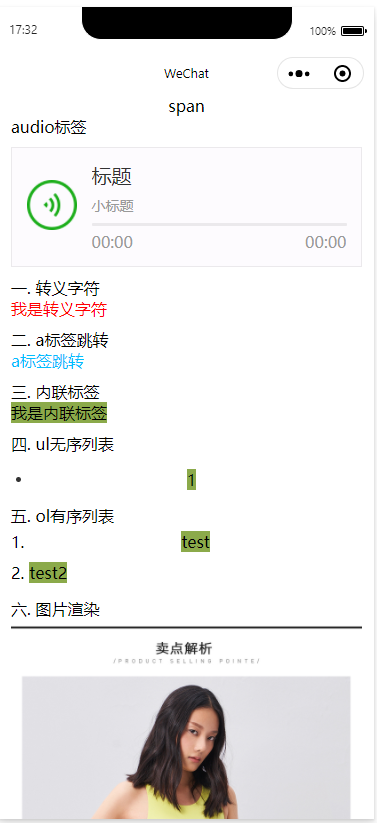 17:32
100%
WeChat
span
audio标签
标题
小标题
00:00 00:00
一. 转义字符
我是转义字符
二. a标签跳转
a标签跳转
三. 内联标签
我是内联标签
四. ul无序列表
• 1
五. ol有序列表
1. test
2. test2
六. 图片渲染
卖点解析
/PRODUCT SELLING POINTE/